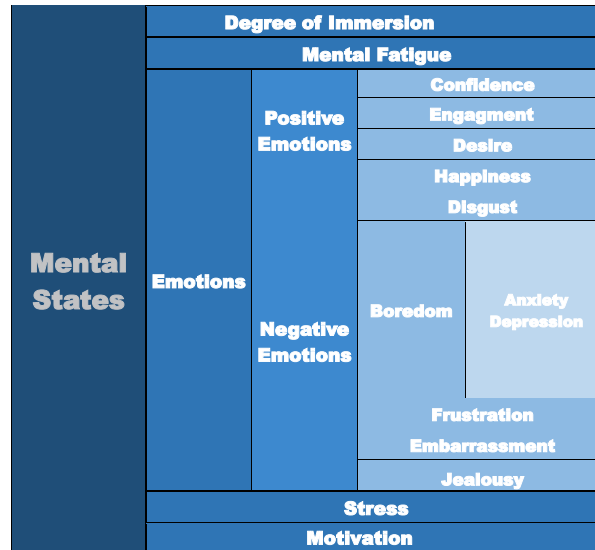 Degree of Immersion
Mental Fatigue
Confidence
Positive
Emotions
Engagment
Desire
Happiness
Disgust
Mental
States
Emotions
Negative
Emotions
Boredom
Anxiety
Depression
Frustration
Embarrassment
Jealousy
Stress
Motivation